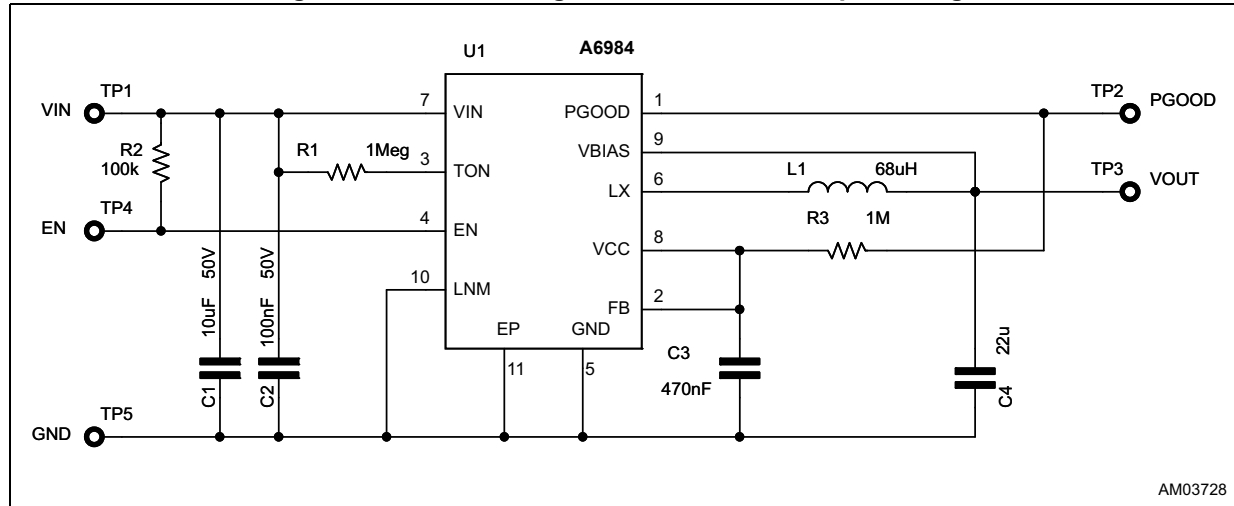 U1 A6984
VIN TP1 7 VIN PGOOD 1 TP2 PGOOD
R2 100k
R1 1Meg 3 TON VBIAS 9
LX 6 L1 68uH TP3 VOUT
EN TP4 4 EN VCC 8 R3 1M
10 LNM FB 2
EP GND
11 5
C1 10uF 50V
C2 100nF 50V
C3 470nF
C4 22u
GND TP5
AM03728